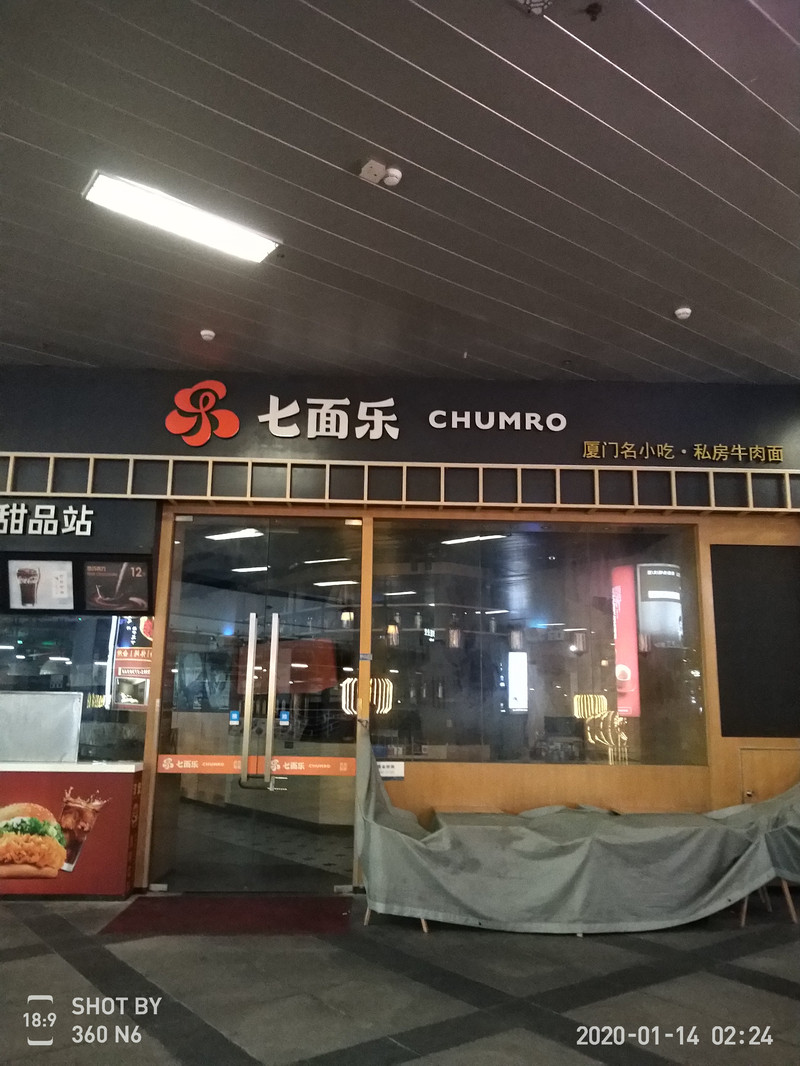 七面乐 CHUMRO
厦门名小吃·私房牛肉面
甜品站
12
七面乐 CHUMRO
七面乐 CHUMRO
18:9
SHOT BY
360 N6
2020-01-14 02:24